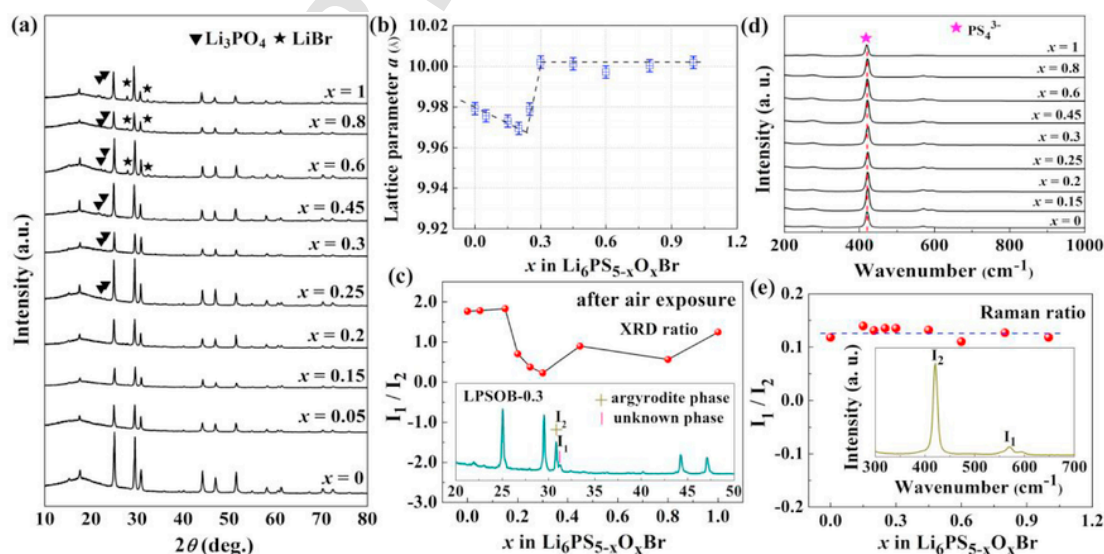 (a)
▼Li₃PO₄ ★ LiBr
x = 1
x = 0.8
x = 0.6
x = 0.45
x = 0.3
x = 0.25
x = 0.2
x = 0.15
x = 0.05
x = 0
Intensity (a.u.)
10 20 30 40 50 60 70 80
2θ (deg.)
(b)
Lattice parameter a (Å)
10.02
10.00
9.98
9.96
9.94
9.92
0.0 0.3 0.6 0.9 1.2
x in Li₆PS₅₋ₓOₓBr
(c)
after air exposure
XRD ratio
I₁ / I₂
2.0
1.0
0.0
-1.0
-2.0
-3.0
LPSOB-0.3
argyrodite phase
unknown phase
I₂
I₁
20 25 30 35 40 45 50
0.0 0.2 0.4 0.6 0.8 1.0
x in Li₆PS₅₋ₓOₓBr
(d)
★ PS₄³⁻
x = 1
x = 0.8
x = 0.6
x = 0.45
x = 0.3
x = 0.25
x = 0.2
x = 0.15
x = 0
Intensity (a. u.)
200 400 600 800 1000
Wavenumber (cm⁻¹)
(e)
Raman ratio
I₁ / I₂
0.2
0.1
0.0
-0.1
-0.2
I₂
I₁
Intensity (a. u.)
300 400 500 600 700
Wavenumber (cm⁻¹)
0.0 0.3 0.6 0.9 1.2
x in Li₆PS₅₋ₓOₓBr